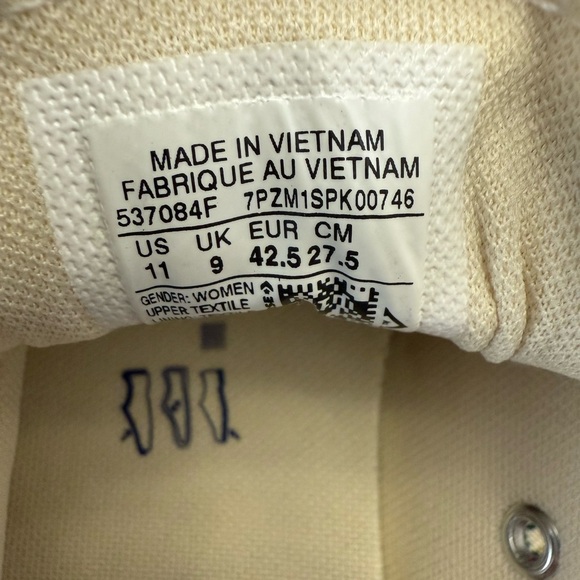 MADE IN VIETNAM
FABRIQUE AU VIETNAM
537084F 7PZM1SPK00746
US UK EUR CM
11 9 42.5 27.5
GENDER: WOMEN
UPPER:TEXTILE